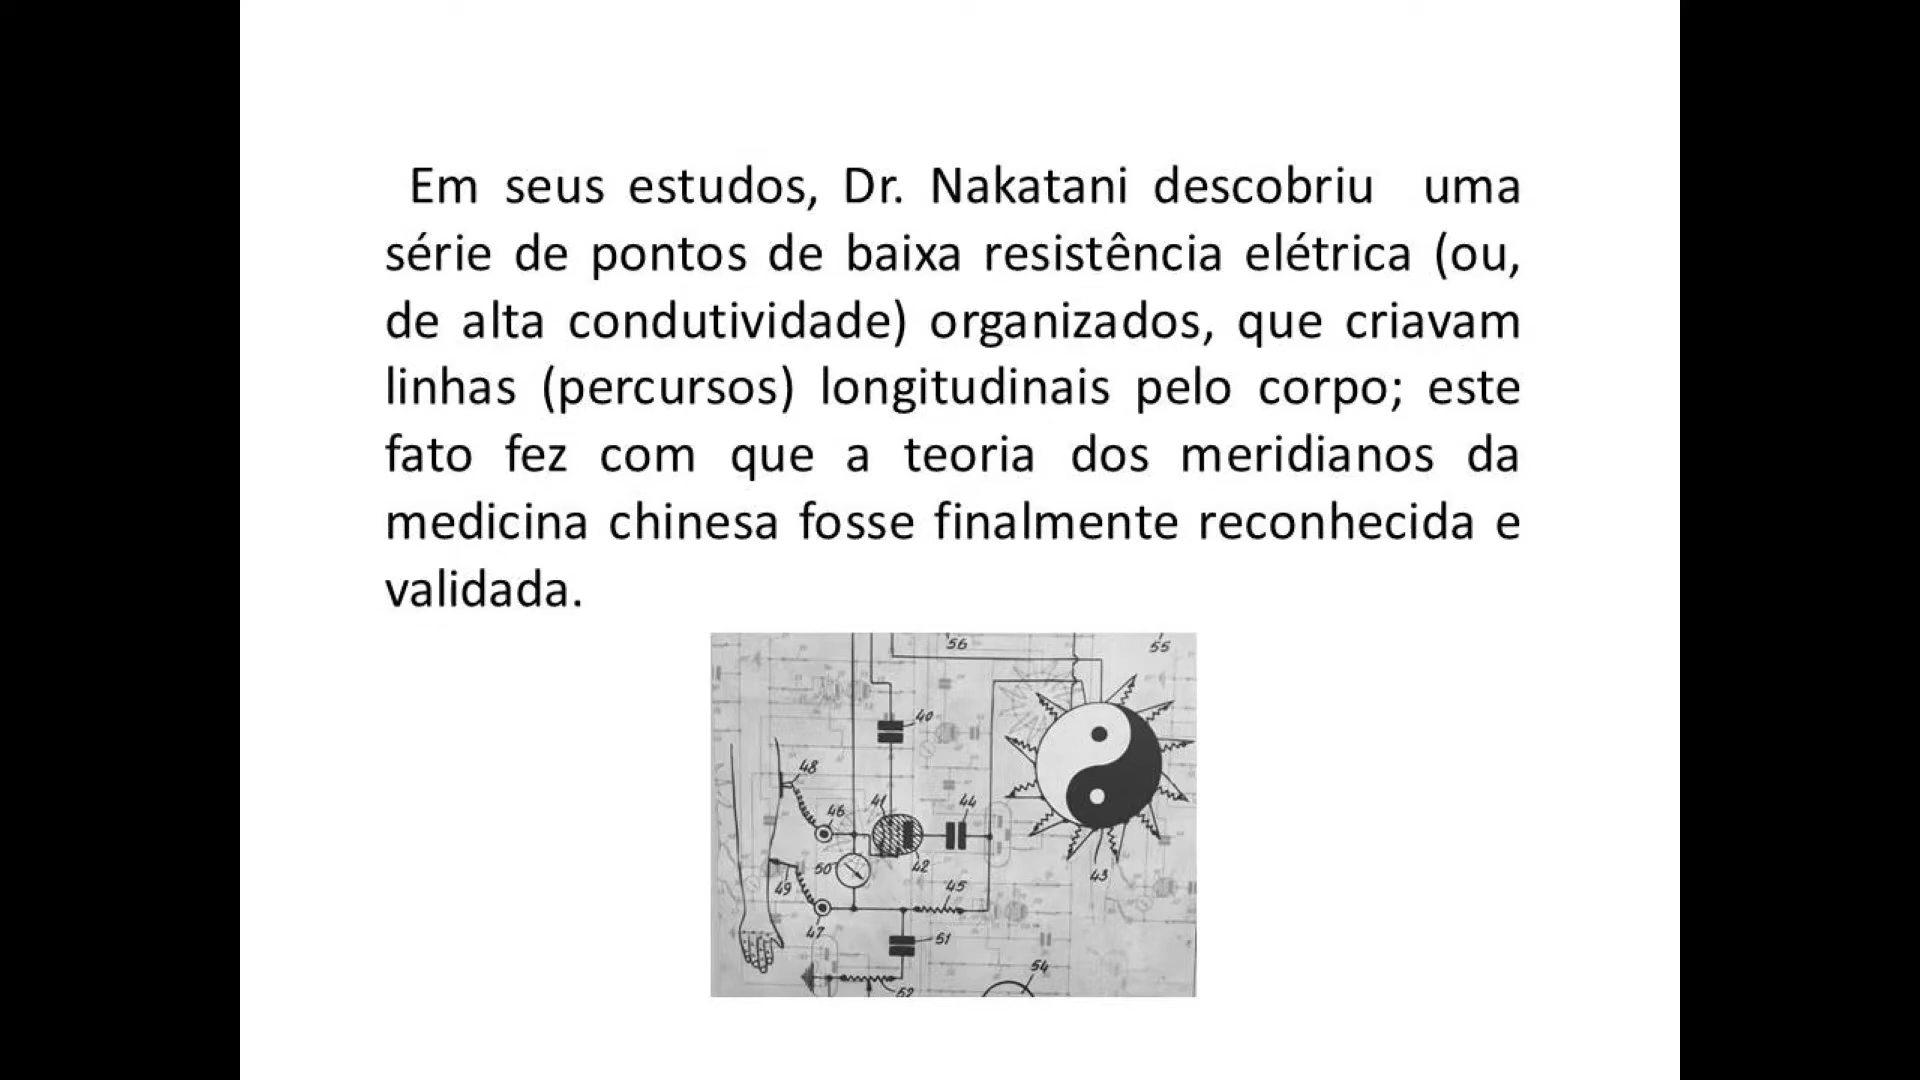 Em seus estudos, Dr. Nakatani descobriu uma
série de pontos de baixa resistência elétrica (ou,
de alta condutividade) organizados, que criavam
linhas (percursos) longitudinais pelo corpo; este
fato fez com que a teoria dos meridianos da
medicina chinesa fosse finalmente reconhecida e
validada.
56
55
40
48
41
46
44
50
42
49
45
43
47
51
54
52